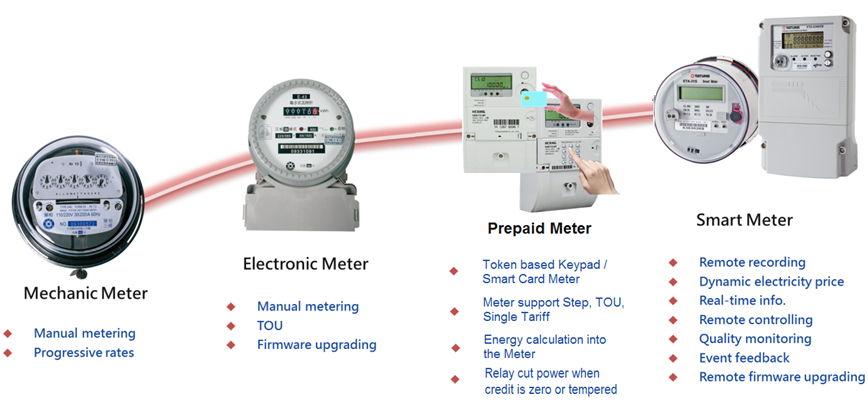 Mechanic Meter
Manual metering
Progressive rates
Electronic Meter
Manual metering
TOU
Firmware upgrading
Prepaid Meter
Token based Keypad /
Smart Card Meter
Meter support Step, TOU,
Single Tariff
Energy calculation into
the Meter
Relay cut power when
credit is zero or tempered
TATUNG
Smart Meter
Smart Meter
Remote recording
Dynamic electricity price
Real-time info.
Remote controlling
Quality monitoring
Event feedback
Remote firmware upgrading